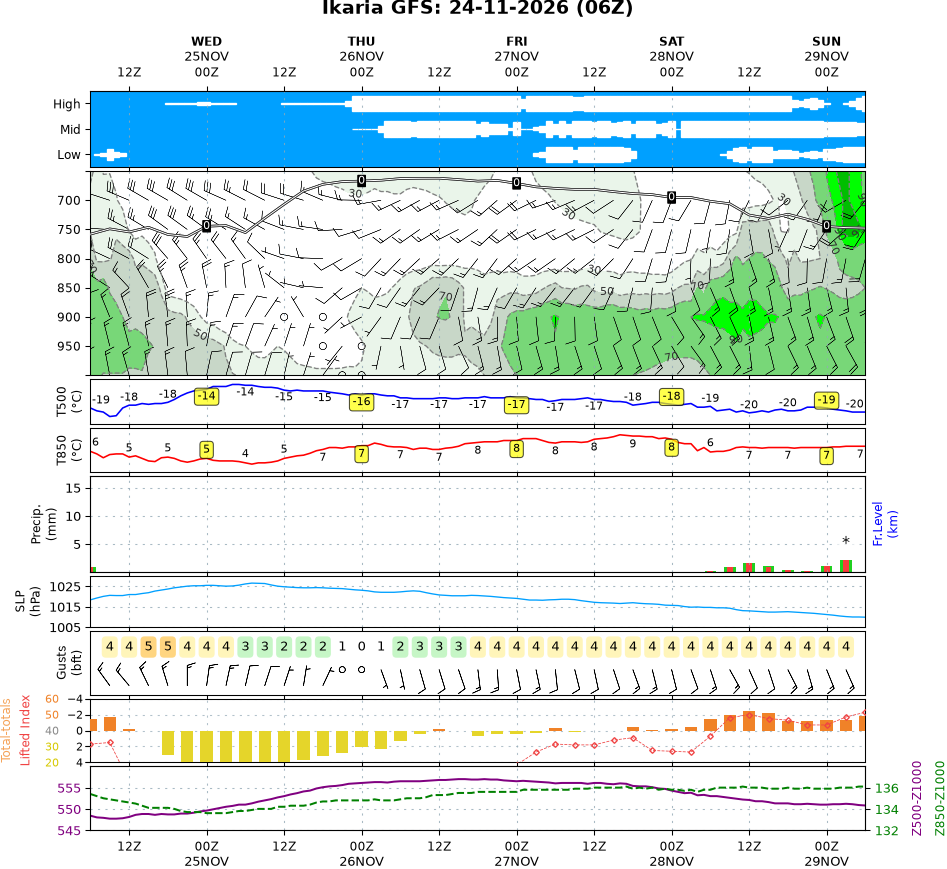 Ikaria GFS: 24-11-2026 (06Z)
WED THU FRI SAT SUN
25NOV 26NOV 27NOV 28NOV 29NOV
12Z 00Z 12Z 00Z 12Z 00Z 12Z 00Z 12Z 00Z
High
Mid
Low
700
750
800
850
900
950
0 0 0 0 0
30 30 30 30
50 50
70 70 70 70
90
T500 (°C)
-19 -18 -18 -14 -14 -15 -15 -16 -17 -17 -17 -17 -17 -18 -18 -19 -20 -20 -19 -20
T850 (°C)
6 5 5 5 4 5 7 7 7 7 8 8 8 9 8 6 7 7 7 7
Precip. (mm)
15
10
5
*
Fr.Level (km)
SLP (hPa)
1025
1015
1005
Gusts (bft)
4 4 5 5 4 4 4 3 3 2 2 2 1 0 1 2 3 3 3 4 4 4 4 4 4 4 4 4 4 4 4 4 4 4 4 4 4 4 4
Total-totals
Lifted Index
60 −4
50 −2
40 0
30 2
20 4
555
550
545
136
134
132
Z500-Z1000
Z850-Z1000
12Z 00Z 12Z 00Z 12Z 00Z 12Z 00Z 12Z 00Z
25NOV 26NOV 27NOV 28NOV 29NOV